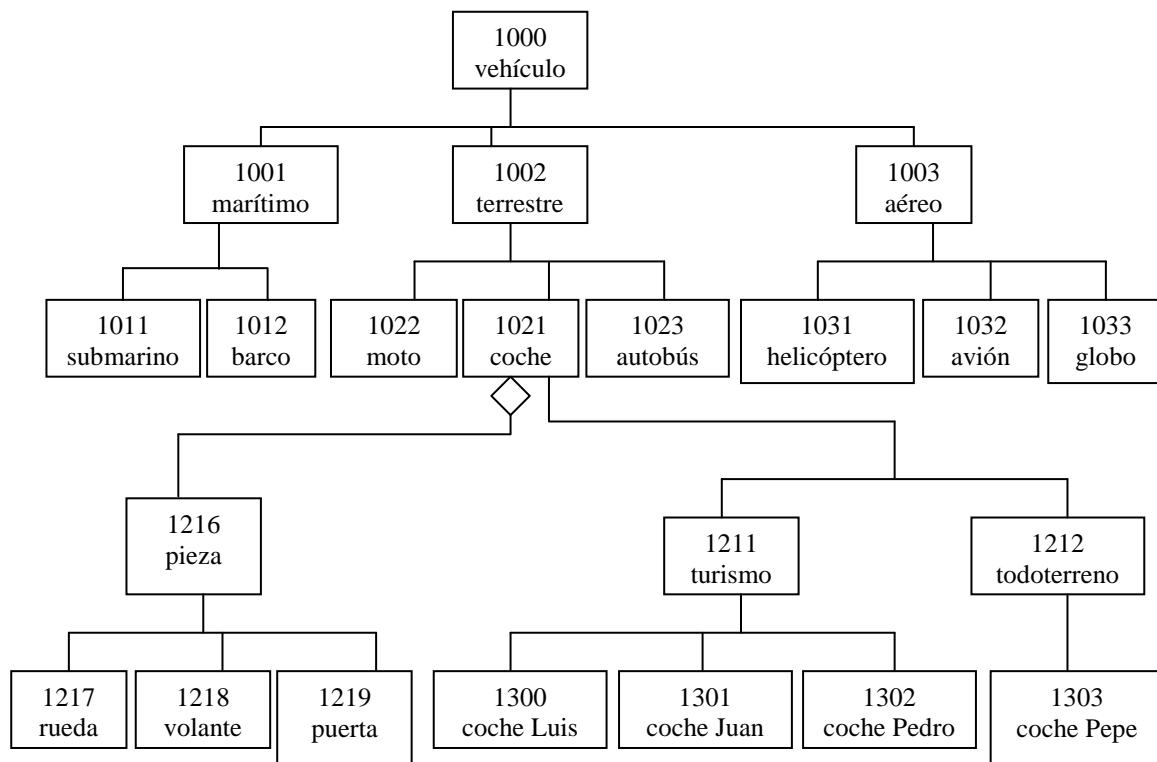 1000
vehículo
1001
marítimo
1002
terrestre
1003
aéreo
1011
submarino
1012
barco
1022
moto
1021
coche
1023
autobús
1031
helicóptero
1032
avión
1033
globo
1216
pieza
1211
turismo
1212
todoterreno
1217
rueda
1218
volante
1219
puerta
1300
coche Luis
1301
coche Juan
1302
coche Pedro
1303
coche Pepe